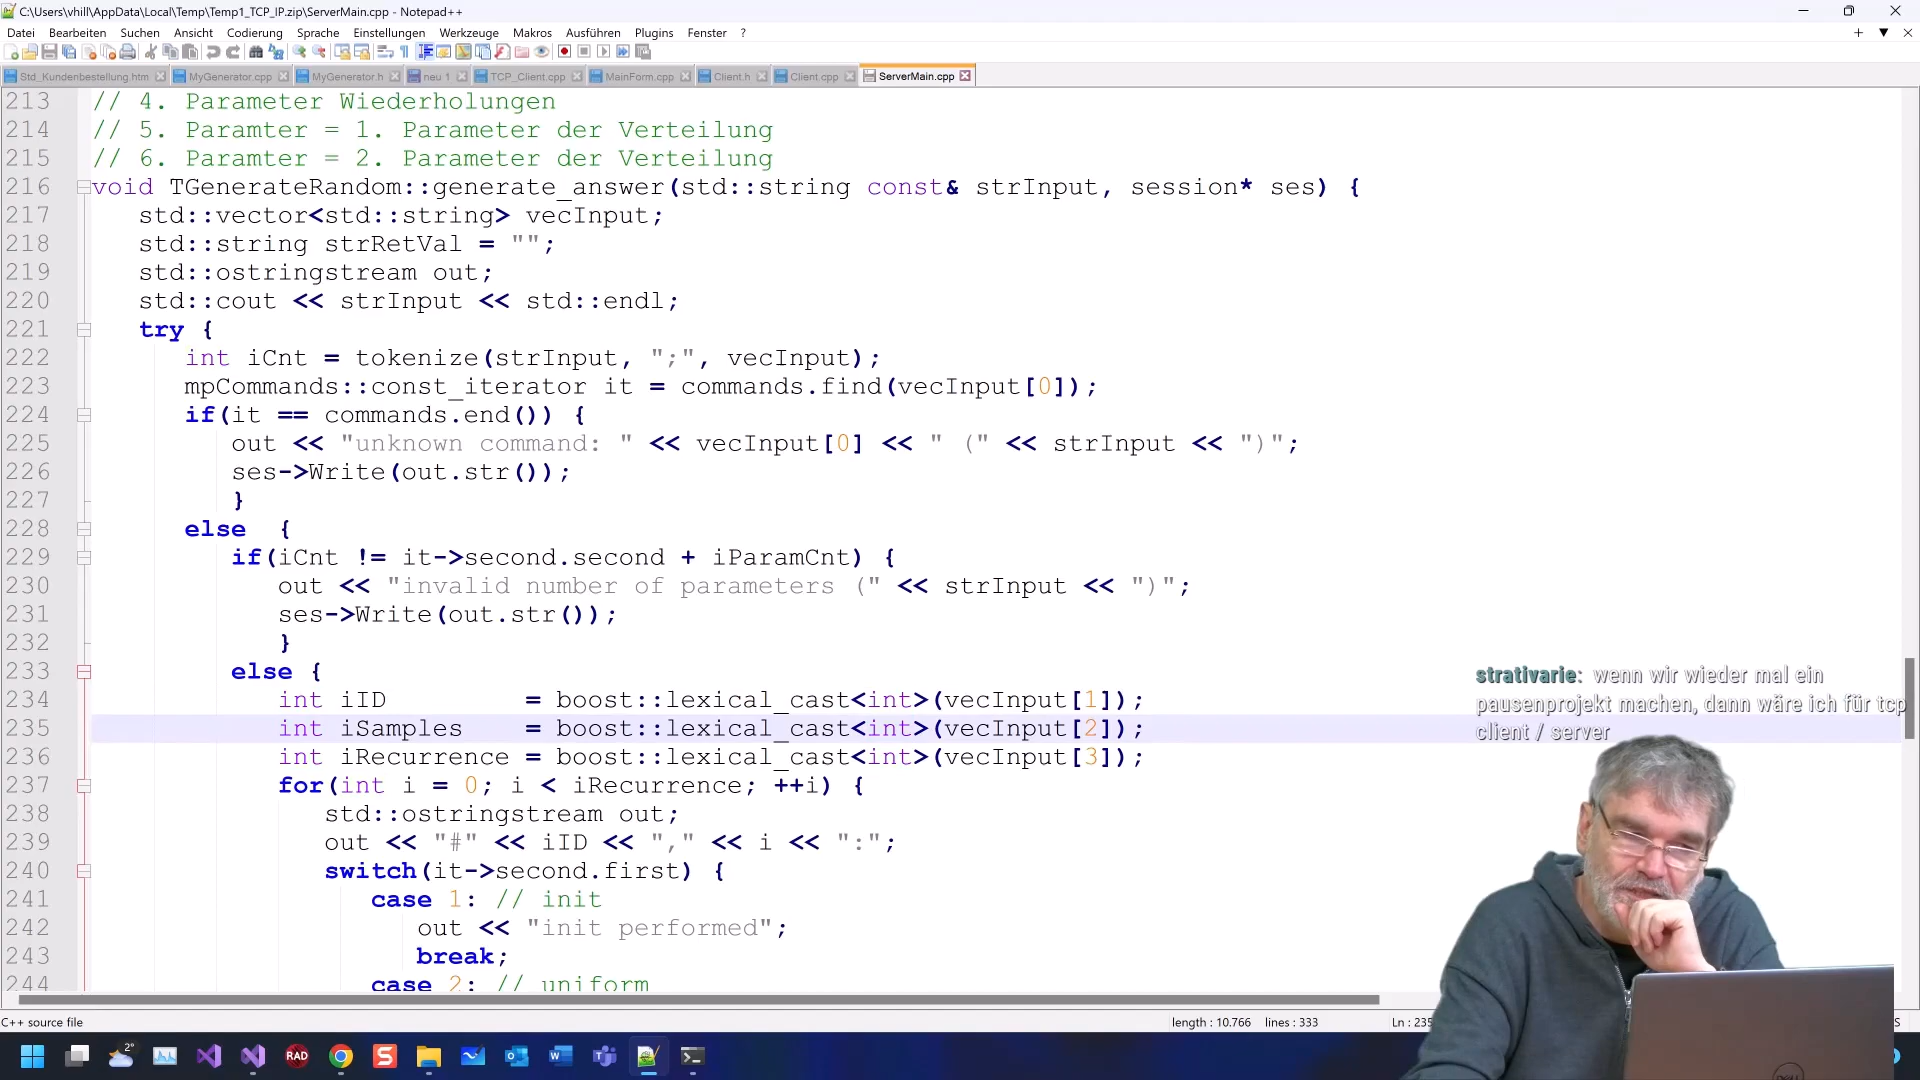 C:\Users\vhill\AppData\Local\Temp\Temp1_TCP_IP.zip\ServerMain.cpp - Notepad++
Datei Bearbeiten Suchen Ansicht Codierung Sprache Einstellungen Werkzeuge Makros Ausführen Plugins Fenster ?
Std_Kundenbestellung.htm MyGenerator.cpp MyGenerator.h neu 1 TCP_Client.cpp MainForm.cpp Client.h Client.cpp ServerMain.cpp
213 // 4. Parameter Wiederholungen
214 // 5. Paramter = 1. Parameter der Verteilung
215 // 6. Paramter = 2. Parameter der Verteilung
216 void TGenerateRandom::generate_answer(std::string const& strInput, session* ses) {
217 std::vector<std::string> vecInput;
218 std::string strRetVal = "";
219 std::ostringstream out;
220 std::cout << strInput << std::endl;
221 try {
222 int iCnt = tokenize(strInput, ";", vecInput);
223 mpCommands::const_iterator it = commands.find(vecInput[0]);
224 if(it == commands.end()) {
225 out << "unknown command: " << vecInput[0] << " (" << strInput << ")";
226 ses->Write(out.str());
227 }
228 else {
229 if(iCnt != it->second.second + iParamCnt) {
230 out << "invalid number of parameters (" << strInput << ")";
231 ses->Write(out.str());
232 }
233 else {
234 int iID = boost::lexical_cast<int>(vecInput[1]);
235 int iSamples = boost::lexical_cast<int>(vecInput[2]);
236 int iRecurrence = boost::lexical_cast<int>(vecInput[3]);
237 for(int i = 0; i < iRecurrence; ++i) {
238 std::ostringstream out;
239 out << "#" << iID << "," << i << ":";
240 switch(it->second.first) {
241 case 1: // init
242 out << "init performed";
243 break;
244 case 2: // uniform
strativarie: wenn wir wieder mal ein
pausenprojekt machen, dann wäre ich für tcp
client / server
C++ source file length : 10.766 lines : 333 Ln : 235
2°
RAD